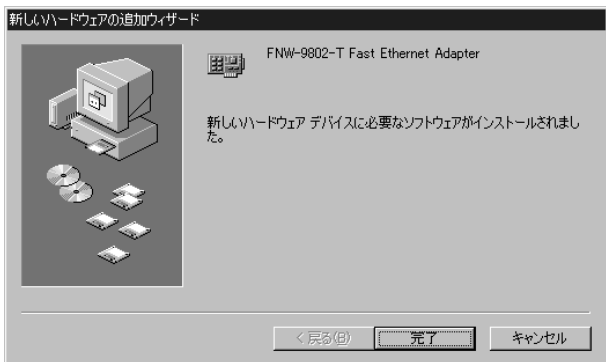 新しいハードウェアの追加ウィザード
FNW-9802-T Fast Ethernet Adapter
新しいハードウェア デバイスに必要なソフトウェアがインストールされまし
た。
< 戻る(B)
完了
キャンセル